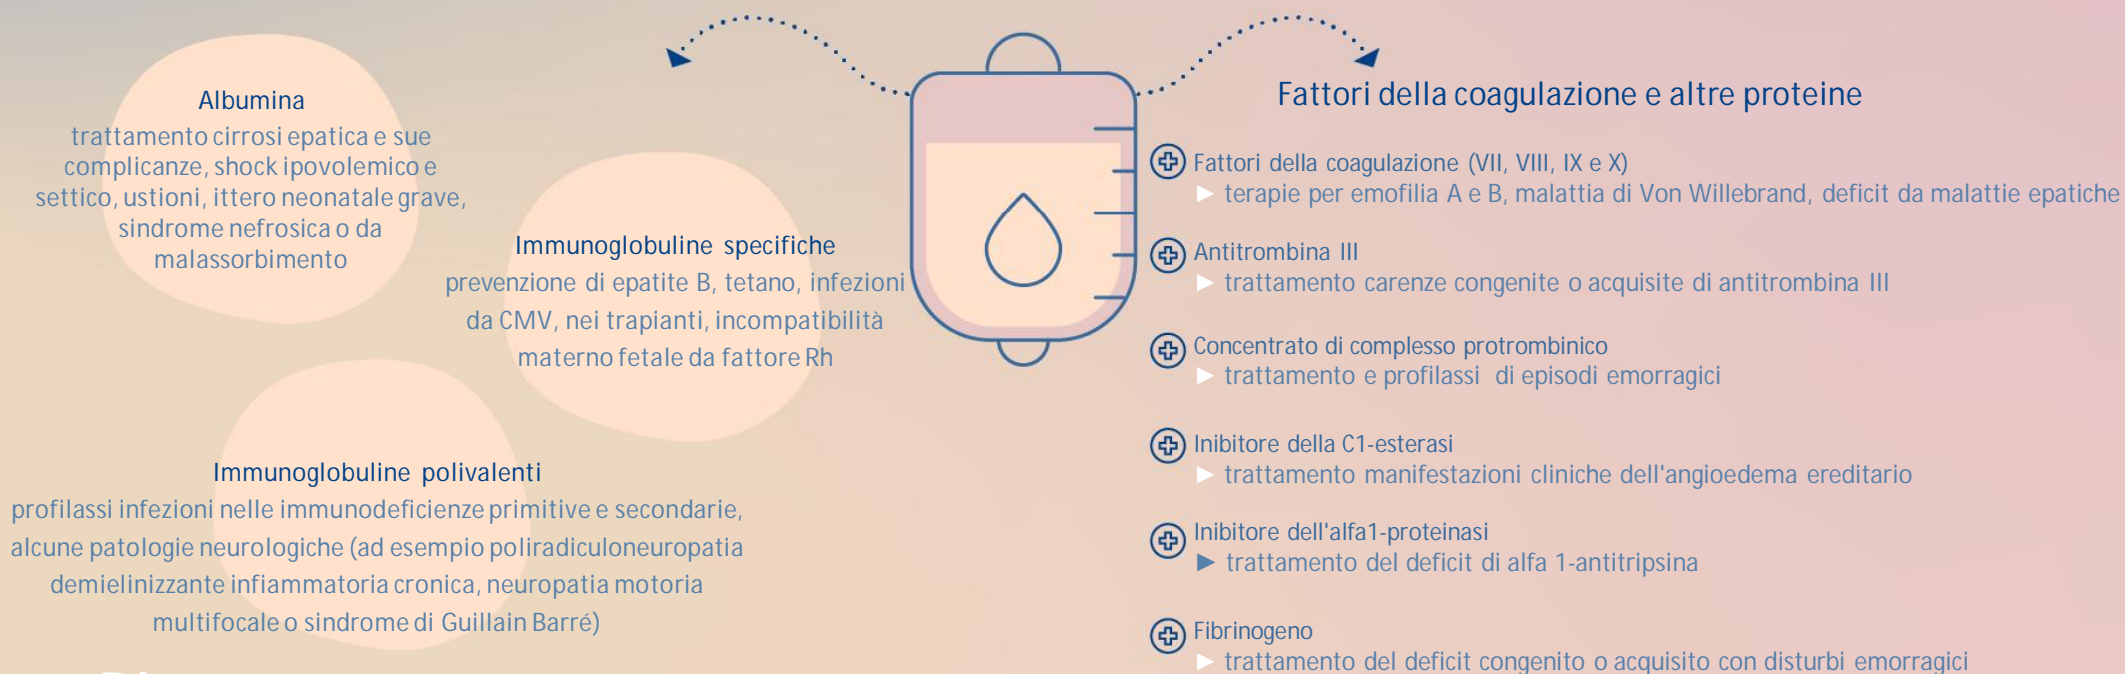 Albumina
trattamento cirrosi epatica e sue
complicanze, shock ipovolemico e
settico, ustioni, ittero neonatale grave,
sindrome nefrosica o da
malassorbimento
Immunoglobuline specifiche
prevenzione di epatite B, tetano, infezioni
da CMV, nei trapianti, incompatibilità
materno fetale da fattore Rh
Immunoglobuline polivalenti
profilassi infezioni nelle immunodeficienze primitive e secondarie,
alcune patologie neurologiche (ad esempio poliradiculoneuropatia
demielinizzante infiammatoria cronica, neuropatia motoria
multifocale o sindrome di Guillain Barré)
Fattori della coagulazione e altre proteine
Fattori della coagulazione (VII, VIII, IX e X)
► terapie per emofilia A e B, malattia di Von Willebrand, deficit da malattie epatiche
Antitrombina III
► trattamento carenze congenite o acquisite di antitrombina III
Concentrato di complesso protrombinico
► trattamento e profilassi di episodi emorragici
Inibitore della C1-esterasi
► trattamento manifestazioni cliniche dell'angioedema ereditario
Inibitore dell'alfa1-proteinasi
► trattamento del deficit di alfa 1-antitripsina
Fibrinogeno
► trattamento del deficit congenito o acquisito con disturbi emorragici